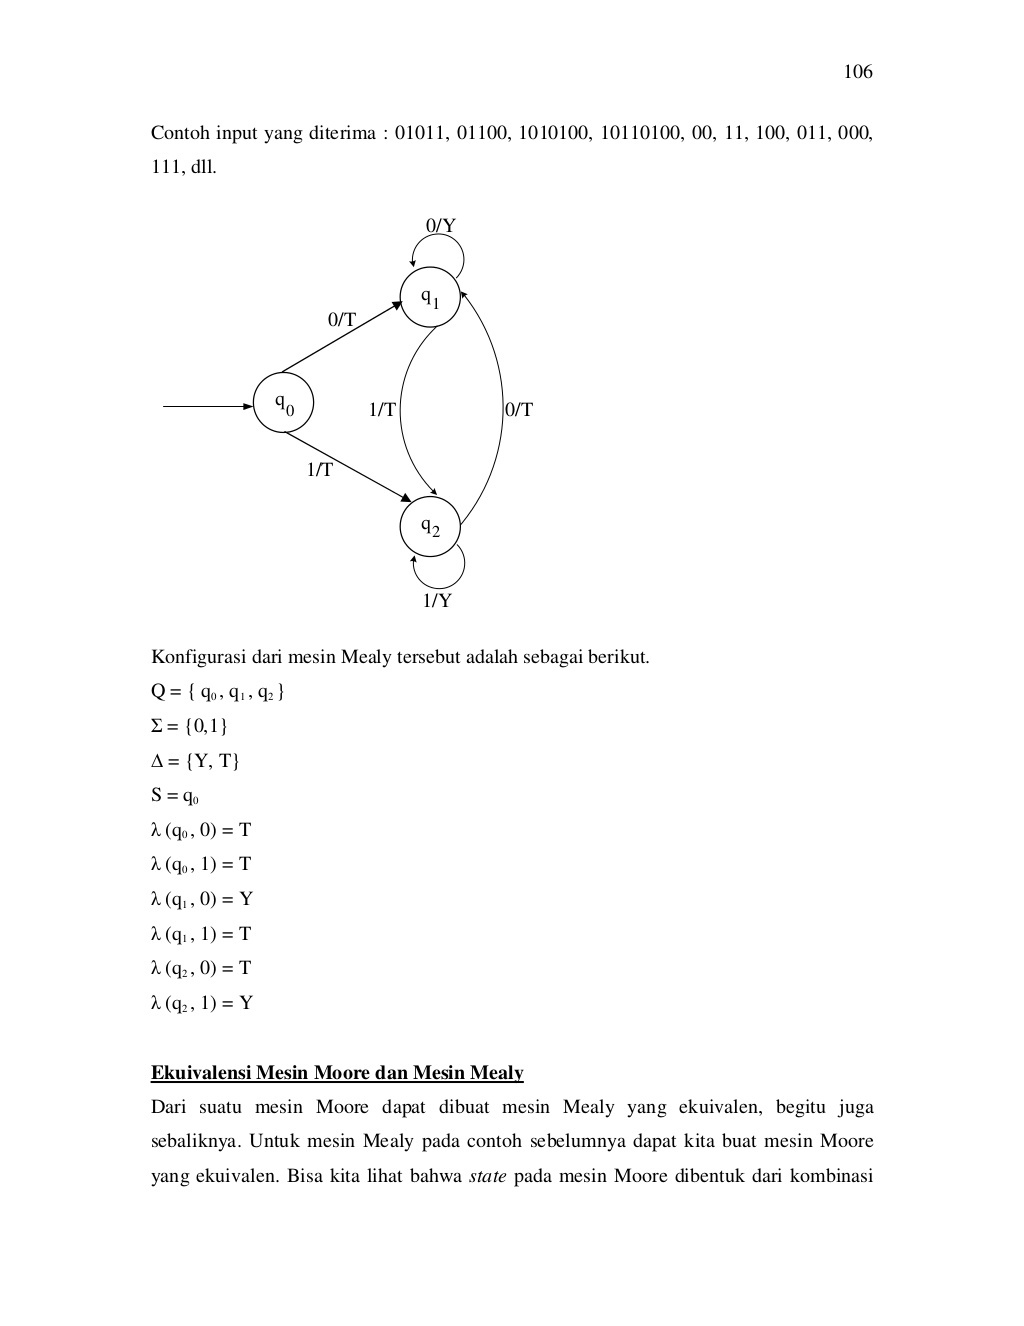 106
Contoh input yang diterima : 01011, 01100, 1010100, 10110100, 00, 11, 100, 011, 000,
111, dll.
0/Y
q1
0/T
q0
1/T
0/T
1/T
q2
1/Y
Konfigurasi dari mesin Mealy tersebut adalah sebagai berikut.
Q = { q₀ , q₁ , q₂ }
Σ = {0,1}
Δ = {Y, T}
S = q₀
λ (q₀ , 0) = T
λ (q₀ , 1) = T
λ (q₁ , 0) = Y
λ (q₁ , 1) = T
λ (q₂ , 0) = T
λ (q₂ , 1) = Y
Ekuivalensi Mesin Moore dan Mesin Mealy
Dari suatu mesin Moore dapat dibuat mesin Mealy yang ekuivalen, begitu juga
sebaliknya. Untuk mesin Mealy pada contoh sebelumnya dapat kita buat mesin Moore
yang ekuivalen. Bisa kita lihat bahwa state pada mesin Moore dibentuk dari kombinasi